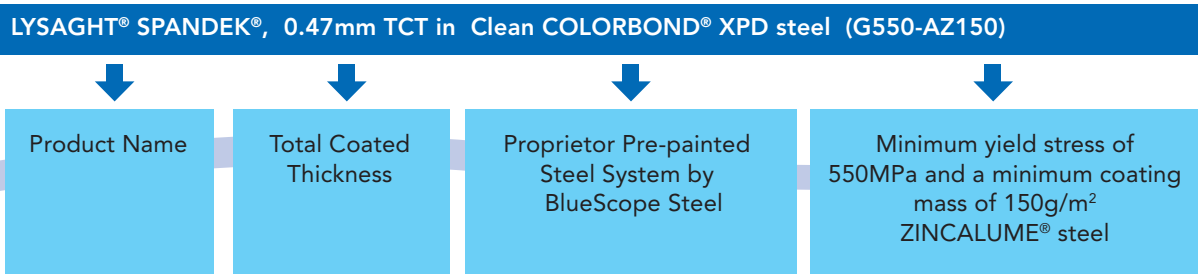 LYSAGHT® SPANDEK®, 0.47mm TCT in Clean COLORBOND® XPD steel (G550-AZ150)
Product Name
Total Coated
Thickness
Proprietor Pre-painted
Steel System by
BlueScope Steel
Minimum yield stress of
550MPa and a minimum coating
mass of 150g/m²
ZINCALUME® steel